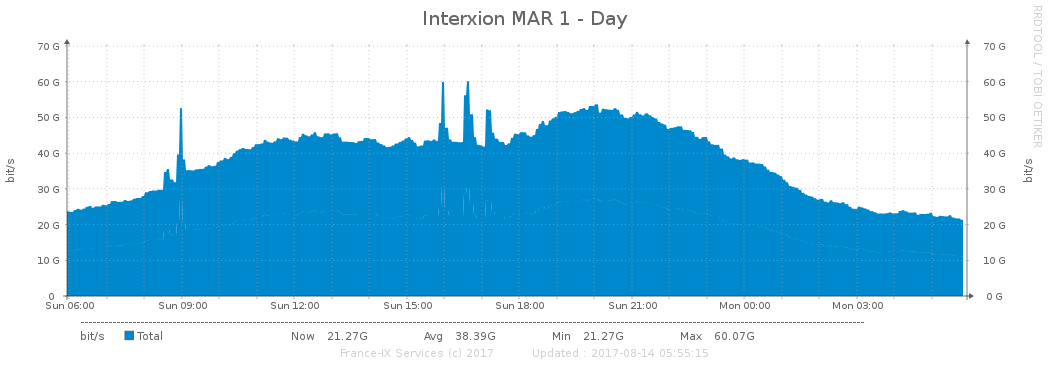 Interxion MAR 1 - Day
RRDTOOL / TOBI OETIKER
bit/s
70 G
60 G
50 G
40 G
30 G
20 G
10 G
0
70 G
60 G
50 G
40 G
30 G
20 G
10 G
0 G
bit/s
Sun 06:00 Sun 09:00 Sun 12:00 Sun 15:00 Sun 18:00 Sun 21:00 Mon 00:00 Mon 03:00
bit/s Total Now 21.27G Avg 38.39G Min 21.27G Max 60.07G
France-IX Services (c) 2017 Updated : 2017-08-14 05:55:15